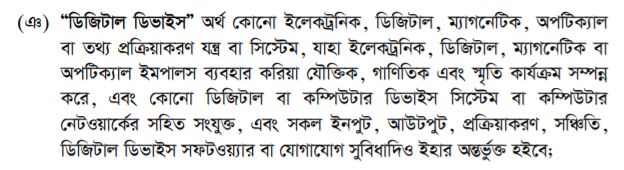 (ঞ) “ডিজিটাল ডিভাইস” অর্থ কোনো ইলেকট্রনিক, ডিজিটাল, ম্যাগনেটিক, অপটিক্যাল
বা তথ্য প্রক্রিয়াকরণ যন্ত্র বা সিস্টেম, যাহা ইলেকট্রনিক, ডিজিটাল, ম্যাগনেটিক বা
অপটিক্যাল ইমপালস ব্যবহার করিয়া যৌক্তিক, গাণিতিক এবং স্মৃতি কার্যক্রম সম্পন্ন
করে, এবং কোনো ডিজিটাল বা কম্পিউটার ডিভাইস সিস্টেম বা কম্পিউটার
নেটওয়ার্কের সহিত সংযুক্ত, এবং সকল ইনপুট, আউটপুট, প্রক্রিয়াকরণ, সঞ্চিতি,
ডিজিটাল ডিভাইস সফটওয়্যার বা যোগাযোগ সুবিধাদিও ইহার অন্তর্ভুক্ত হইবে;